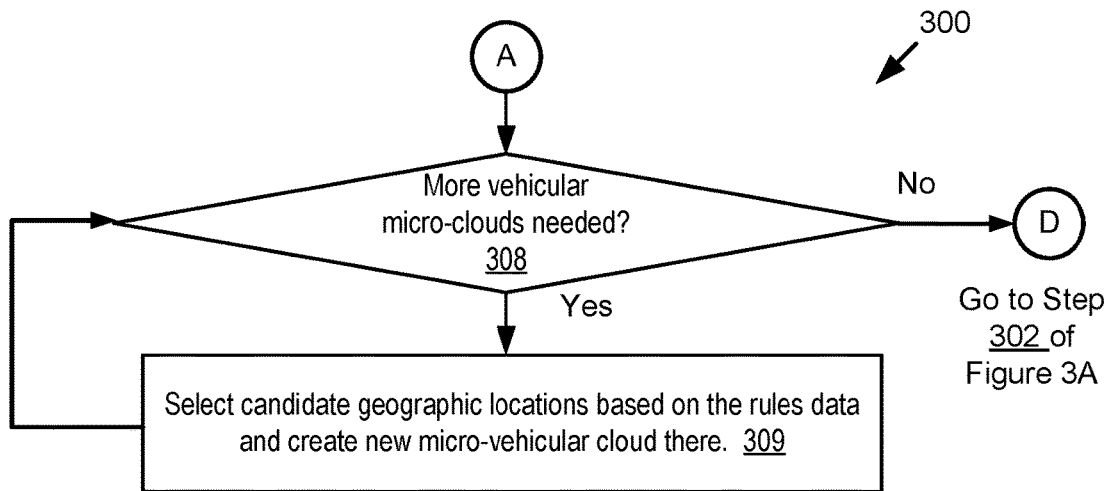 300
A
More vehicular
micro-clouds needed?
308
No
D
Yes
Go to Step
302 of
Figure 3A
Select candidate geographic locations based on the rules data
and create new micro-vehicular cloud there. 309